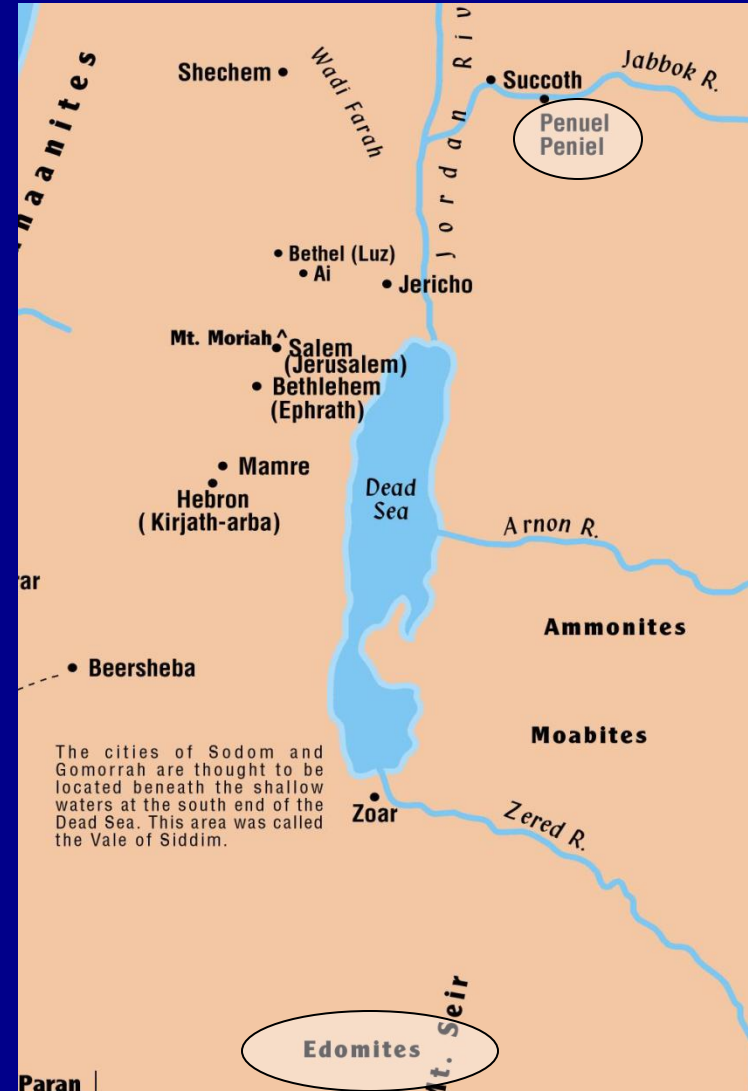 Shechem
Wadi Farah
Jordan Riv
Succoth
Jabbok R.
Penuel
Peniel
naanites
Bethel (Luz)
Ai
Jericho
Mt. Moriah ^
Salem
(Jerusalem)
Bethlehem
(Ephrath)
Mamre
Hebron
( Kirjath-arba)
Dead
Sea
Arnon R.
rar
Ammonites
Beersheba
Moabites
The cities of Sodom and
Gomorrah are thought to be
located beneath the shallow
waters at the south end of the
Dead Sea. This area was called
the Vale of Siddim.
Zoar
Zered R.
Mt. Seir
Edomites
Paran